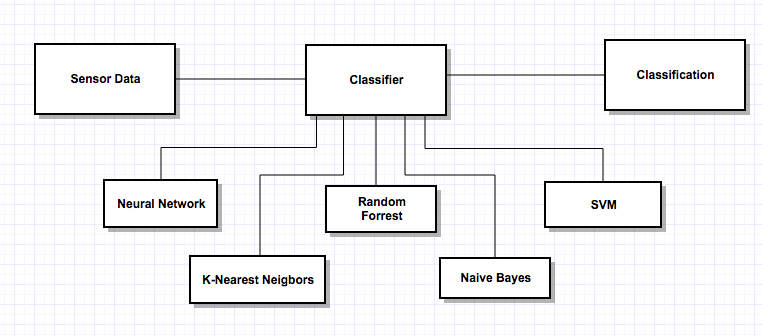 Sensor Data
Classifier
Classification
Neural Network
Random
Forrest
SVM
K-Nearest Neigbors
Naive Bayes